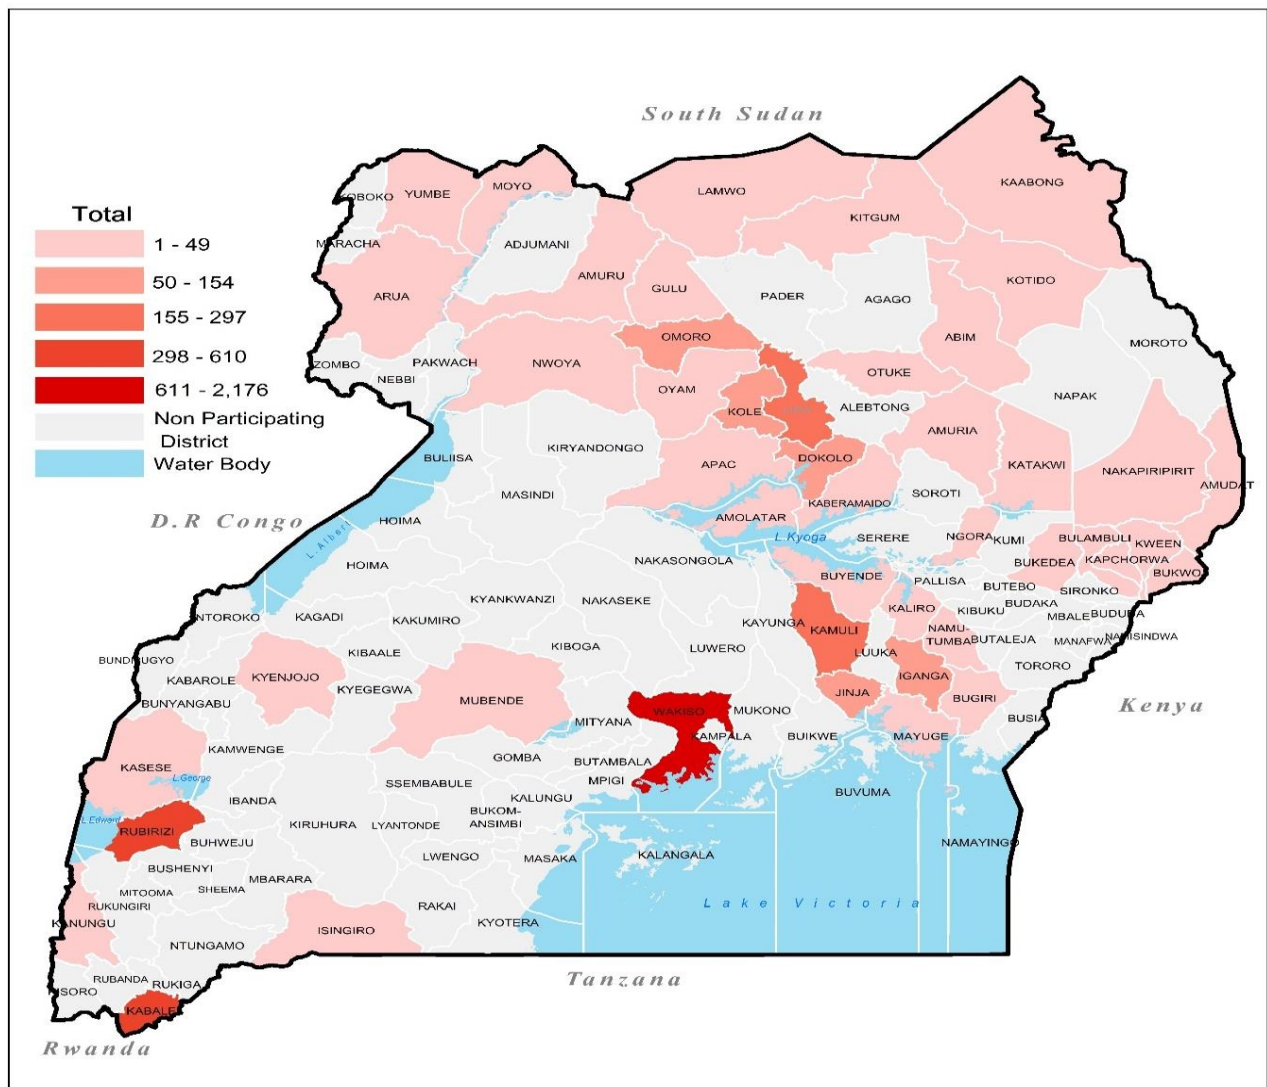 South Sudan
Total
1 - 49
50 - 154
155 - 297
298 - 610
611 - 2,176
Non Participating
District
Water Body
KAABONG
MOYO
YUMBE
LAMWO
KITGUM
MARACHA
ADJUMANI
AMURU
ARUA
GULU
PADER
AGAGO
KOTIDO
OMORO
ABIM
MOROTO
ZOMBO
PAKWACH
NEBBI
NWOYA
OYAM
OTUKE
NAPAK
KOLE
ALEBTONG
AMURIA
BULIISA
KIRYANDONGO
APAC
DOKOLO
KATAKWI
NAKAPIRIPIRIT
AMUDAT
MASINDI
SOROTI
KABERAMAIDO
D.R Congo
HOIMA
L.Albert
AMOLATAR
L.Kyoga
SERERE
NGORA
KUMI
BULAMBULI
KWEEN
BUKEDEA
KAPCHORWA
BUKWO
HOIMA
NAKASONGOLA
BUYENDE
PALLISA
BUTEBO
SIRONKO
NTOROKO
KAGADI
KYANKWANZI
NAKASEKE
KAKUMIRO
KALIRO
KIBUKU
BUDAKA
MBALE
BUDUDA
KAYUNGA
KAMULI
NAMU-
TUMBA
BUTALEJA
MANAFWA
NAMISINDWA
BUNDIBUGYO
KIBAALE
KIBOGA
LUWERO
LUUKA
TORORO
KABAROLE
KYENJOJO
KYEGEGWA
MUBENDE
IGANGA
JINJA
BUGIRI
BUNYANGABU
MITYANA
WAKISO
MUKONO
BUSIA
Kenya
KAMPALA
BUIKWE
MAYUGE
KAMWENGE
GOMBA
BUTAMBALA
KASESE
L.George
SSEMBABULE
MPIGI
IBANDA
KALUNGU
BUVUMA
L.Edward
RUBIRIZI
KIRUHURA
LYANTONDE
BUKOM-
ANSIMBI
BUHWEJU
NAMAYINGO
LWENGO
MASAKA
KALANGALA
BUSHENYI
MBARARA
MITOOMA
SHEEMA
RUKUNGIRI
RAKAI
Lake Victoria
KANUNGU
KYOTERA
ISINGIRO
NTUNGAMO
RUBANDA
RUKIGA
Tanzana
KABALE
Rwanda